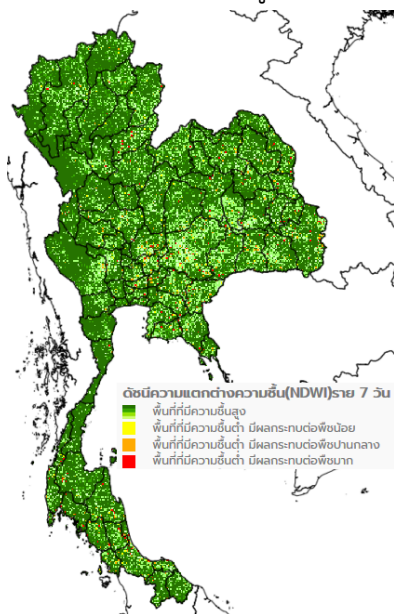 ดัชนีความแตกต่างความชื้น(NDWI)ราย 7 วัน
พื้นที่ที่มีความชื้นสูง
พื้นที่ที่มีความชื้นต่ำ มีผลกระทบต่อพืชน้อย
พื้นที่ที่มีความชื้นต่ำ มีผลกระทบต่อพืชปานกลาง
พื้นที่ที่มีความชื้นต่ำ มีผลกระทบต่อพืชมาก